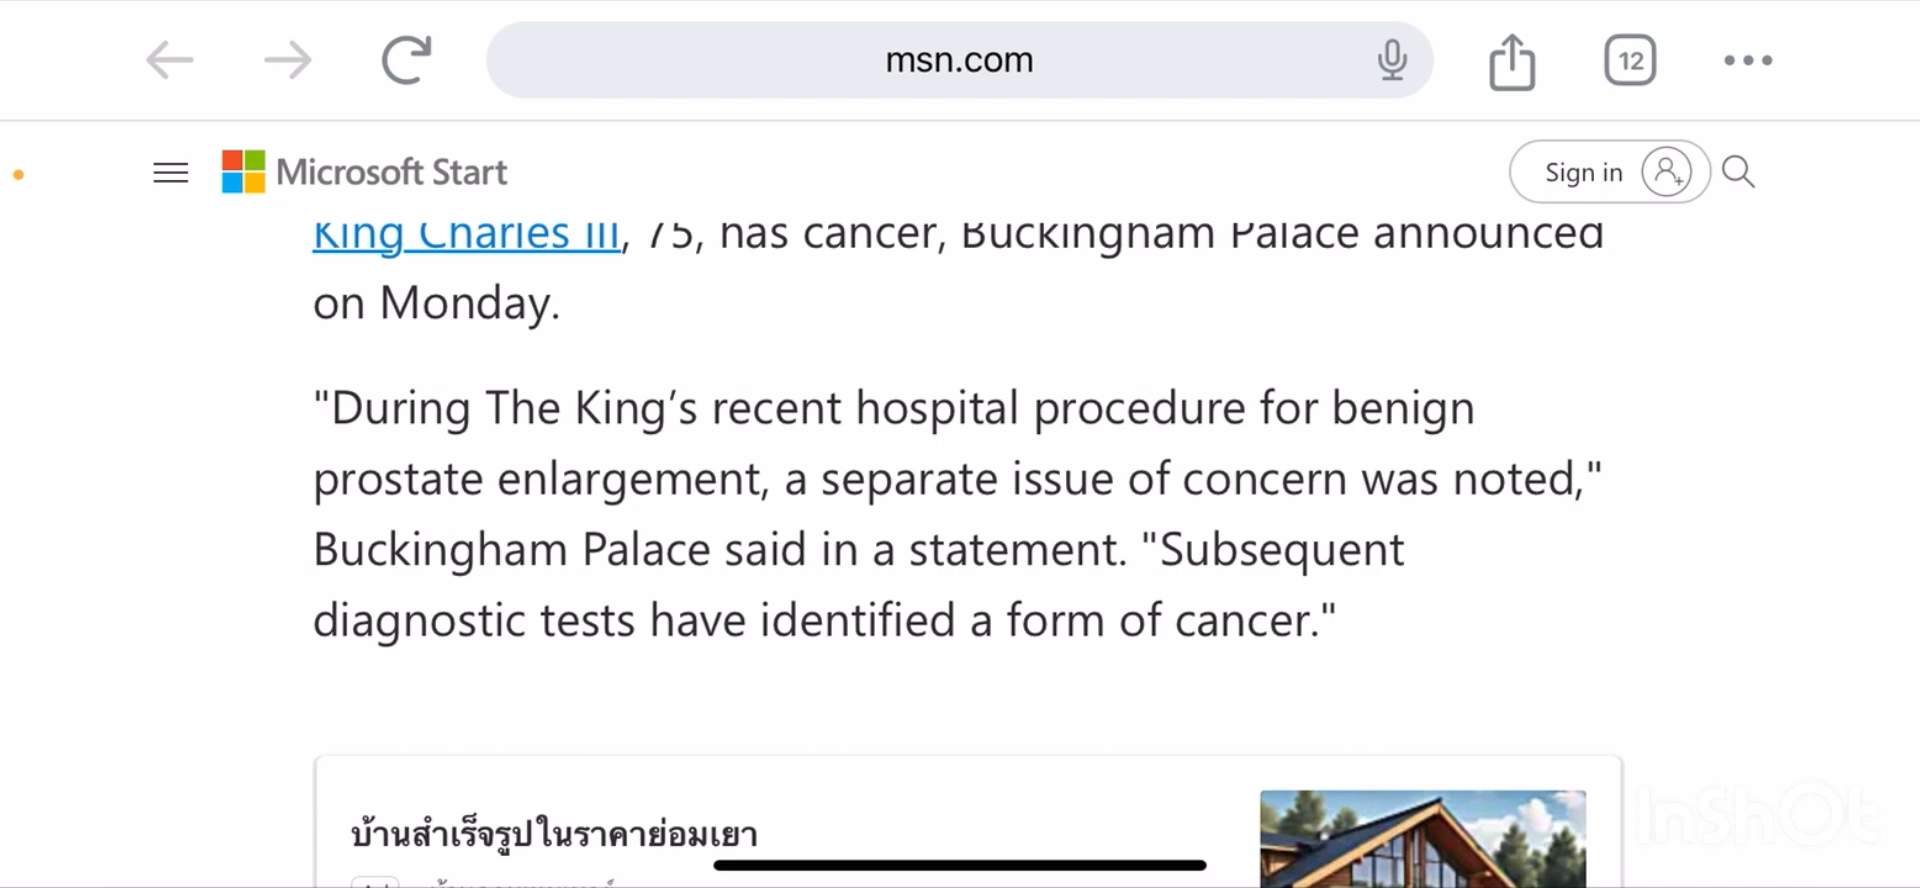 msn.com
12
Microsoft Start
Sign in
King Charles III, 75, has cancer, Buckingham Palace announced
on Monday.
"During The King’s recent hospital procedure for benign
prostate enlargement, a separate issue of concern was noted,"
Buckingham Palace said in a statement. "Subsequent
diagnostic tests have identified a form of cancer."
บ้านสำเร็จรูปในราคาย่อมเยา
InShOt